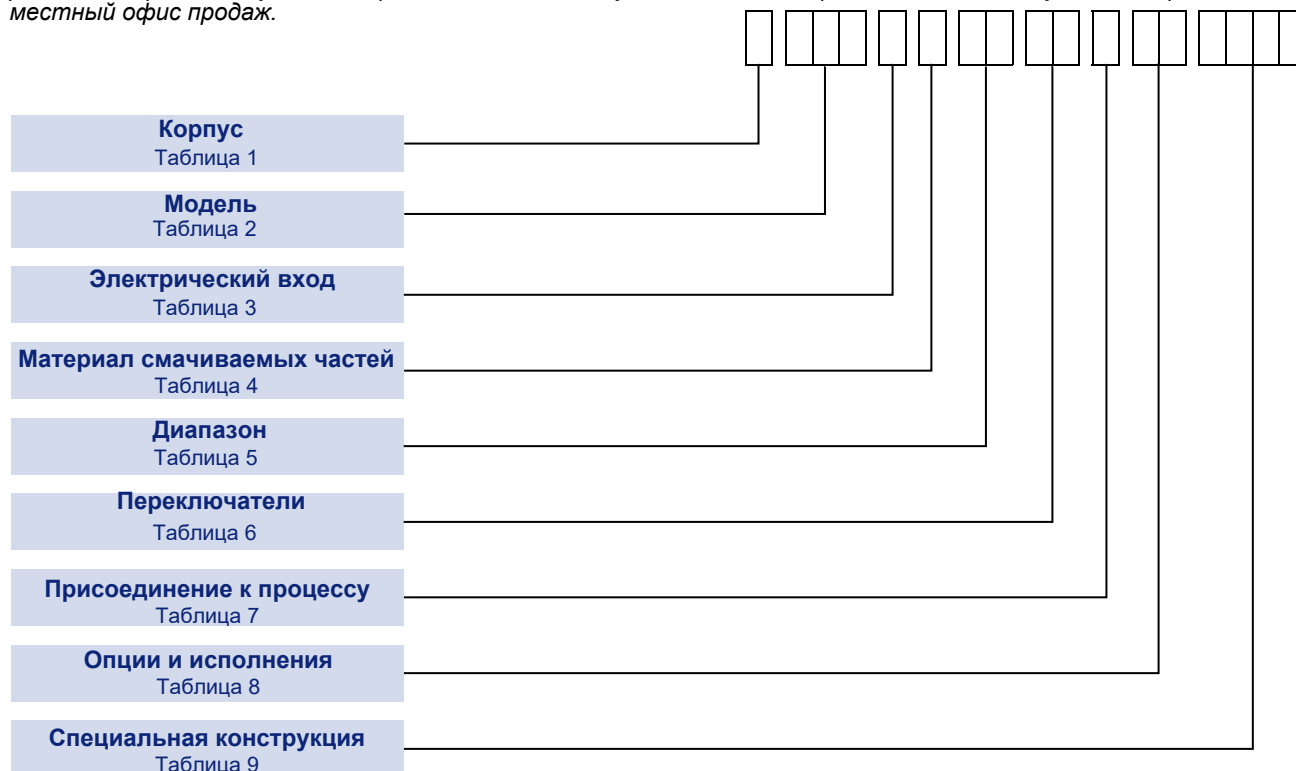 местный офис продаж.
Корпус
Таблица 1
Модель
Таблица 2
Электрический вход
Таблица 3
Материал смачиваемых частей
Таблица 4
Диапазон
Таблица 5
Переключатели
Таблица 6
Присоединение к процессу
Таблица 7
Опции и исполнения
Таблица 8
Специальная конструкция
Таблица 9